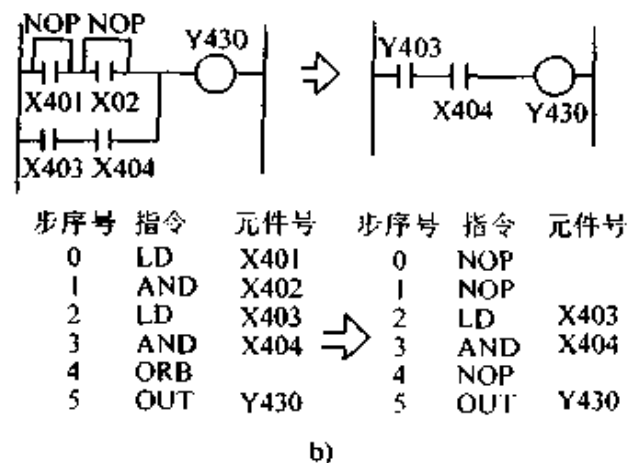 NOP NOP
Y430
X401 X02
X403 X404
Y403
X404
Y430
步序号 指令 元件号 步序号 指令 元件号
0 LD X401 0 NOP
1 AND X402 1 NOP
2 LD X403 2 LD X403
3 AND X404 3 AND X404
4 ORB 4 NOP
5 OUT Y430 5 OUT Y430
b)